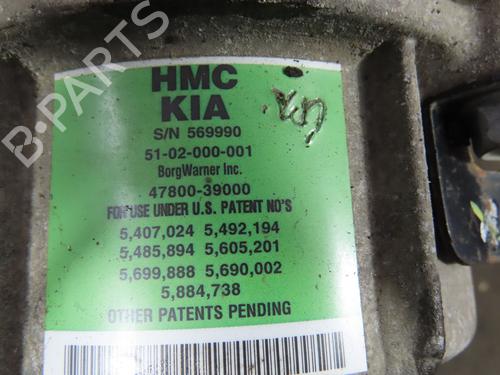 HMC
KIA
S/N 569990
51-02-000-001
BorgWarner Inc.
47800-39000
FOR USE UNDER U.S. PATENT NO'S
5,407,024 5,492,194
5,485,894 5,605,201
5,699,888 5,690,002
5,884,738
OTHER PATENTS PENDING